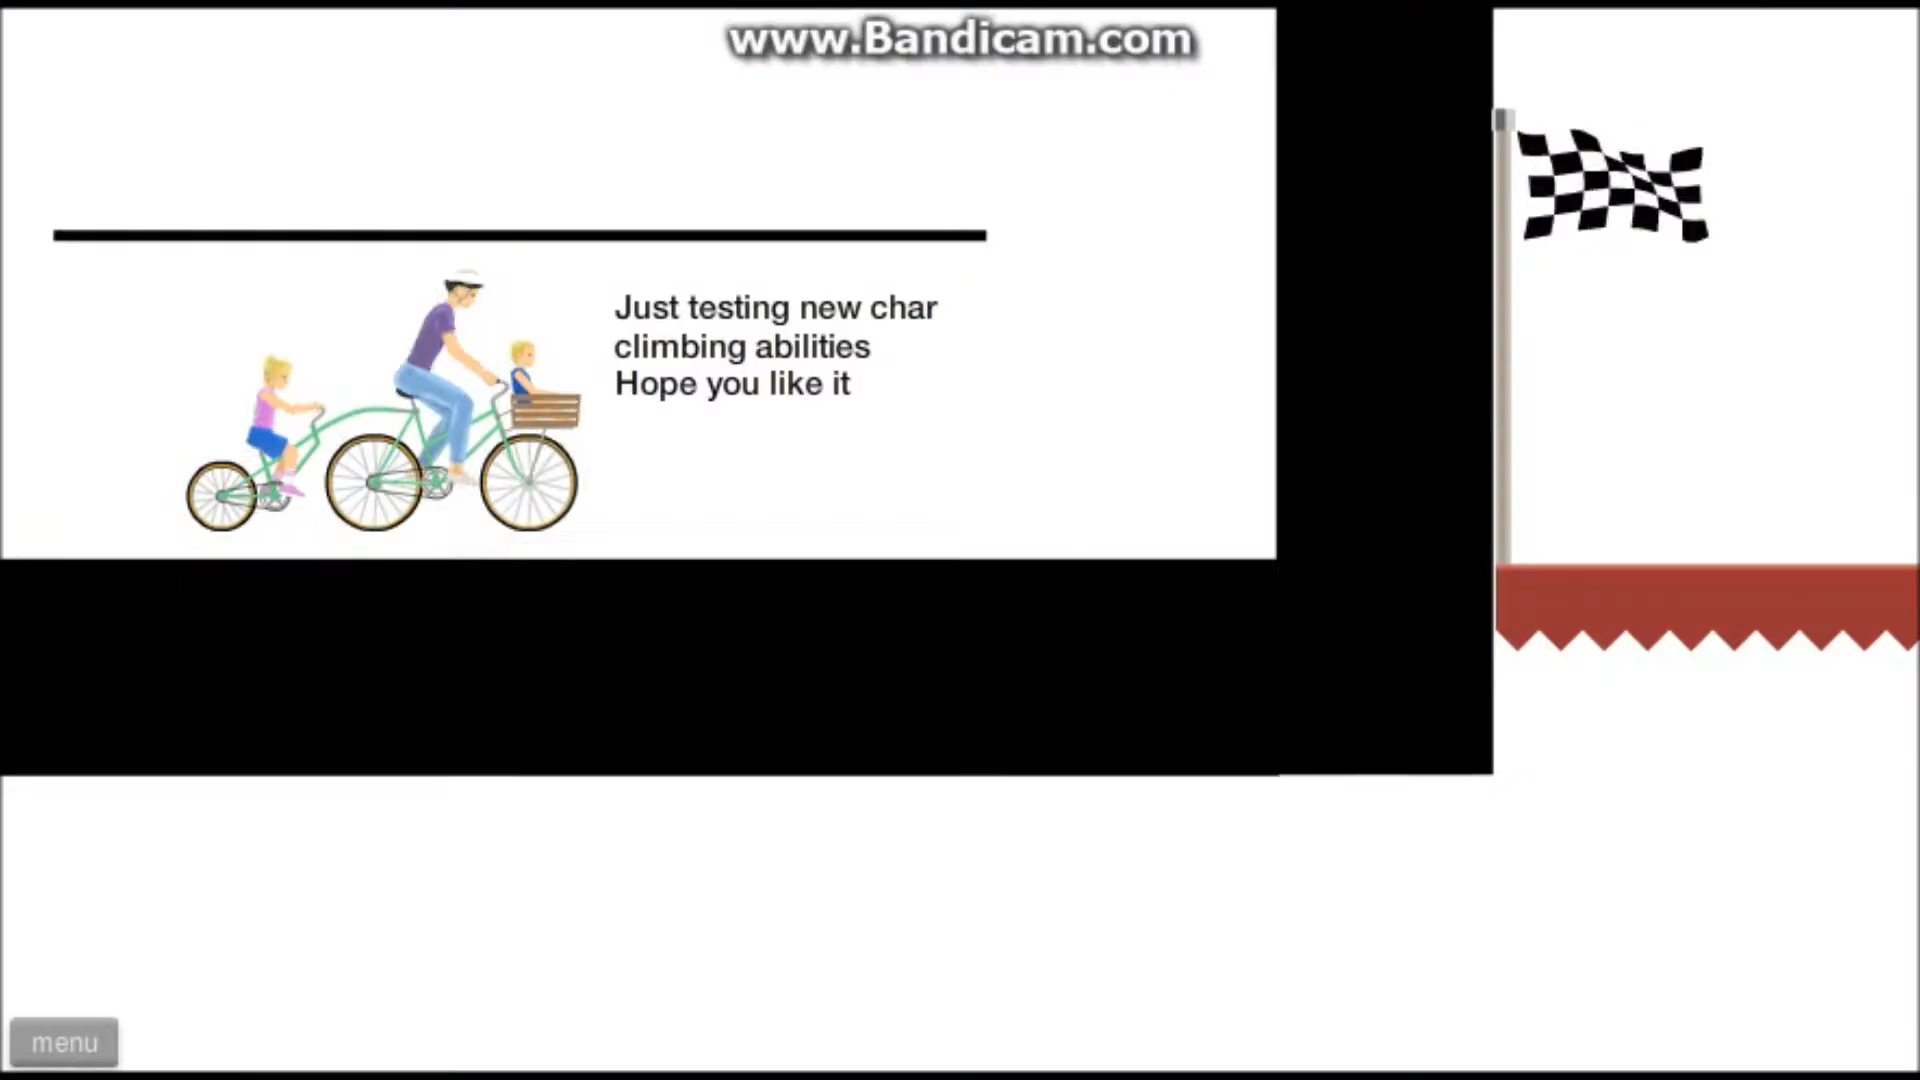 www.Bandicam.com
Just testing new char
climbing abilities
Hope you like it
menu